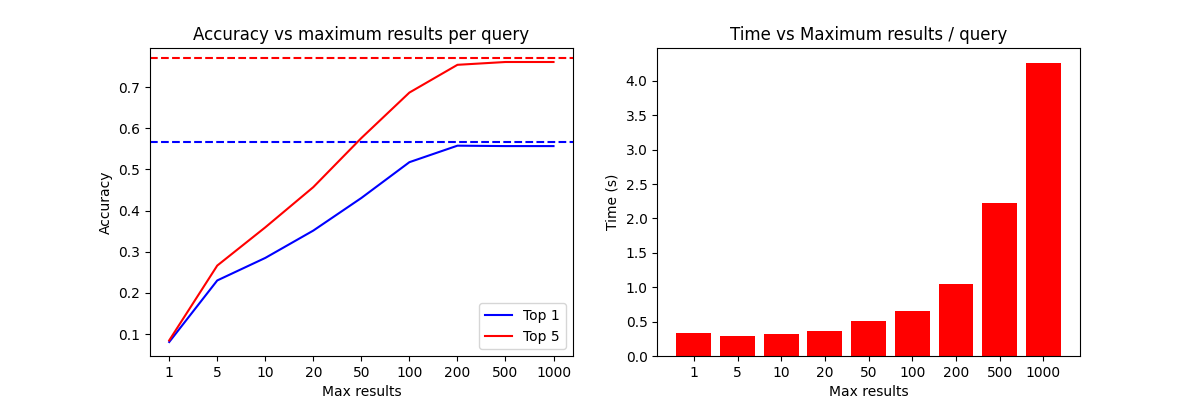 Accuracy vs maximum results per query
0.7
0.6
0.5
0.4
0.3
0.2
0.1
Accuracy
Top 1
Top 5
1 5 10 20 50 100 200 500 1000
Max results
Time vs Maximum results / query
4.0
3.5
3.0
2.5
2.0
1.5
1.0
0.5
0.0
Time (s)
1 5 10 20 50 100 200 500 1000
Max results